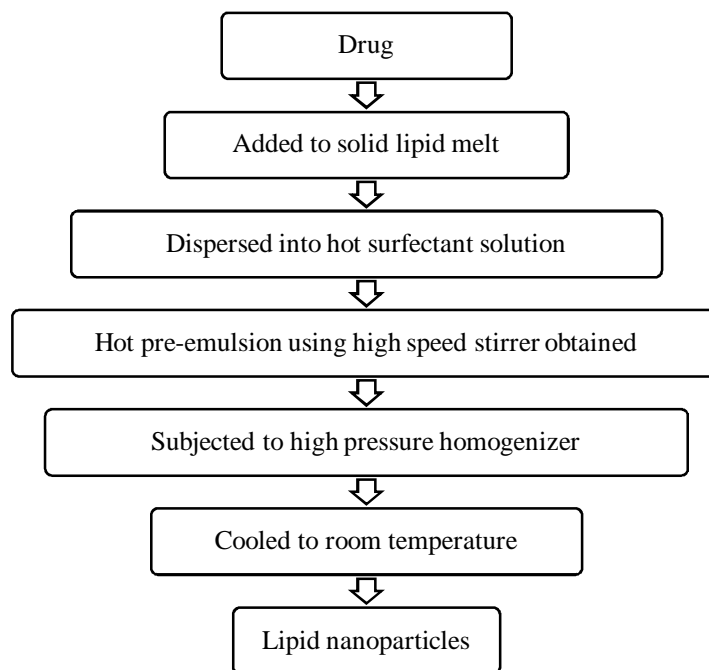 Drug
Added to solid lipid melt
Dispersed into hot surfectant solution
Hot pre-emulsion using high speed stirrer obtained
Subjected to high pressure homogenizer
Cooled to room temperature
Lipid nanoparticles